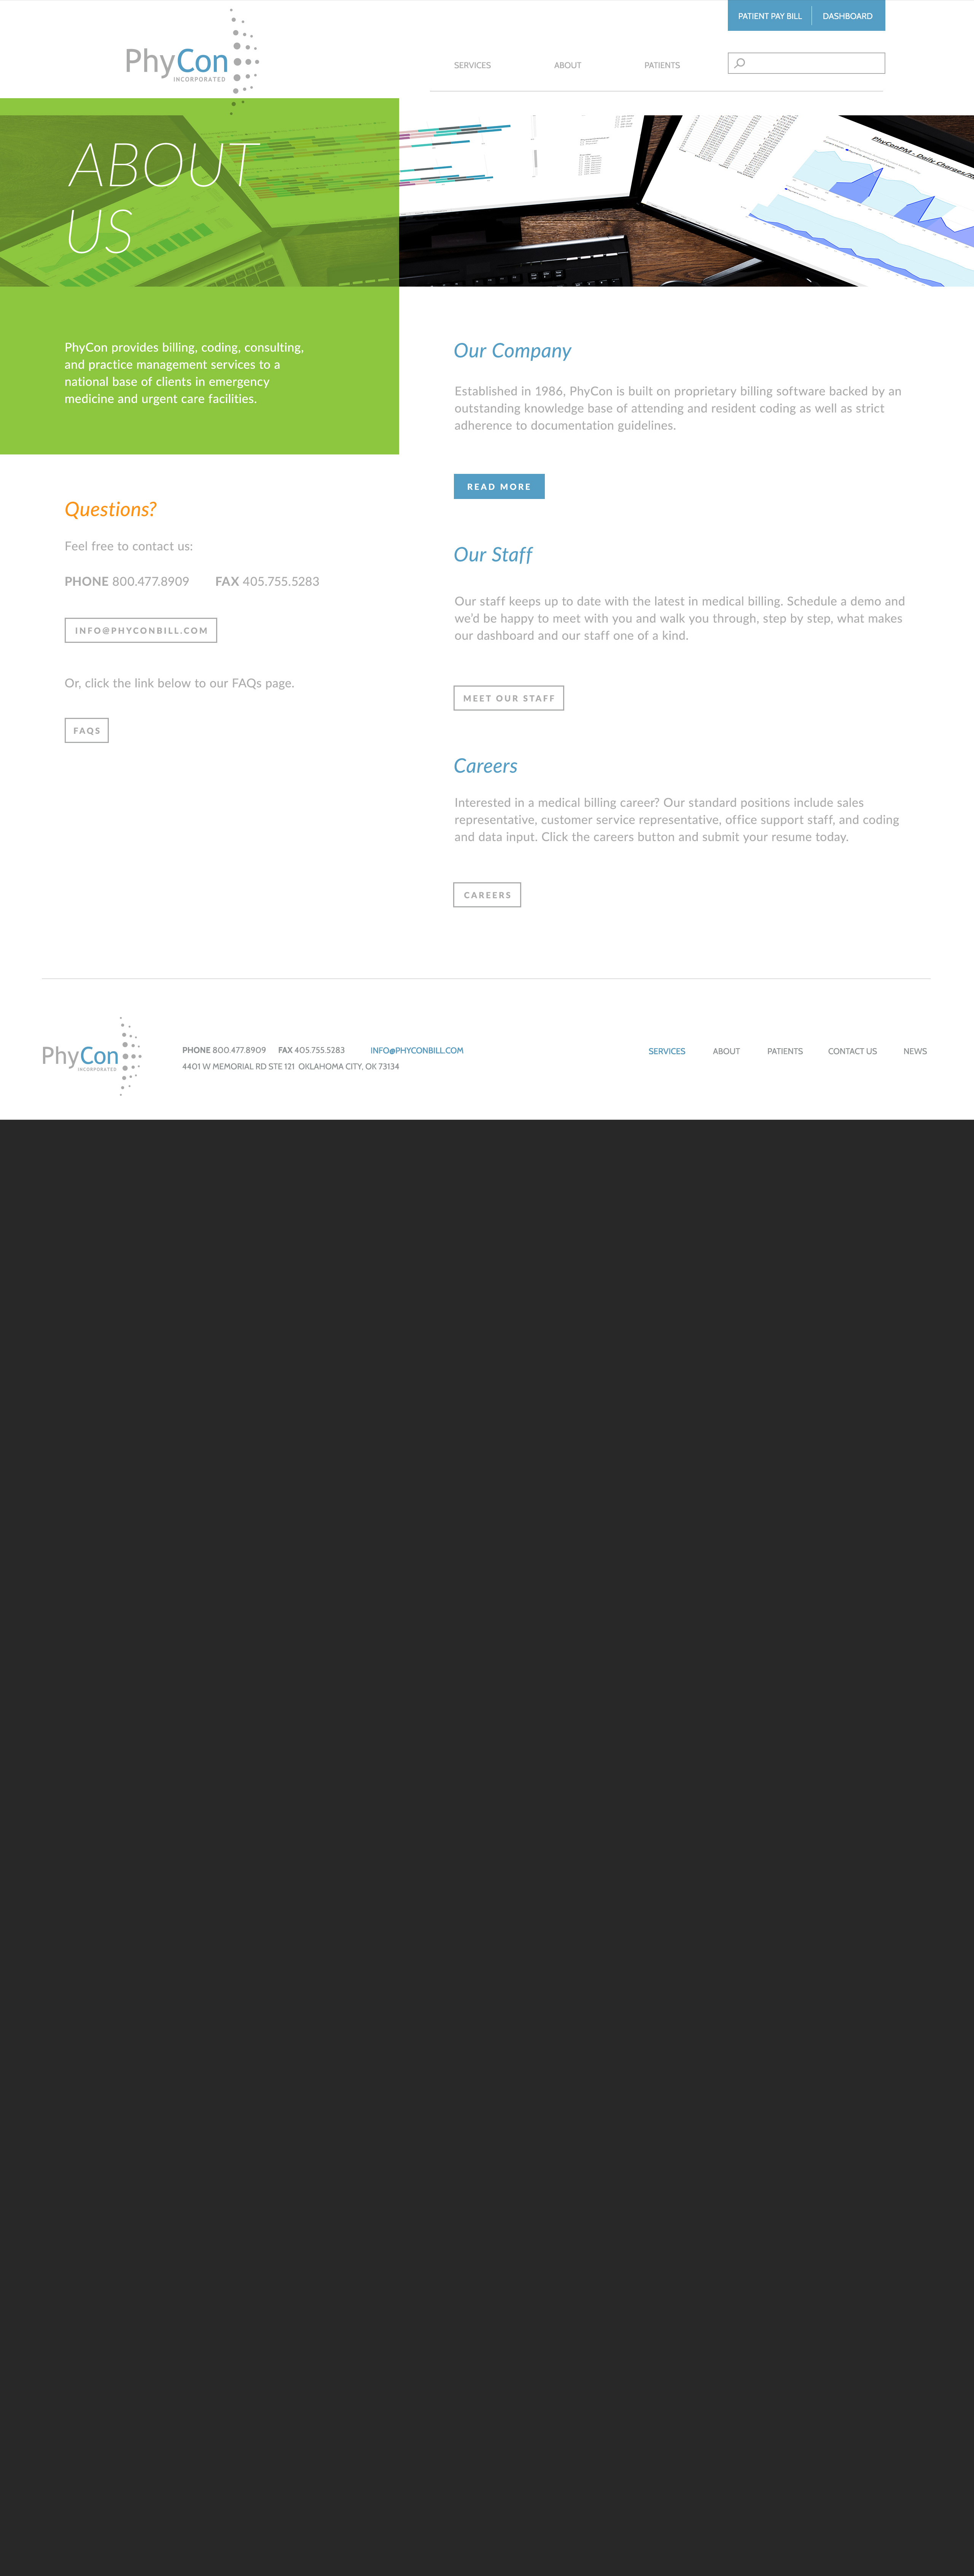 PATIENT PAY BILL
DASHBOARD
PhyCon
INCORPORATED
SERVICES
ABOUT
PATIENTS
ABOUT
US
PhyConPM - Daily Charges/R
PhyCon provides billing, coding, consulting,
and practice management services to a
national base of clients in emergency
medicine and urgent care facilities.
Questions?
Feel free to contact us:
PHONE 800.477.8909 FAX 405.755.5283
INFO@PHYCONBILL.COM
Or, click the link below to our FAQs page.
FAQS
Our Company
Established in 1986, PhyCon is built on proprietary billing software backed by an
outstanding knowledge base of attending and resident coding as well as strict
adherence to documentation guidelines.
READ MORE
Our Staff
Our staff keeps up to date with the latest in medical billing. Schedule a demo and
we’d be happy to meet with you and walk you through, step by step, what makes
our dashboard and our staff one of a kind.
MEET OUR STAFF
Careers
Interested in a medical billing career? Our standard positions include sales
representative, customer service representative, office support staff, and coding
and data input. Click the careers button and submit your resume today.
CAREERS
PhyCon
INCORPORATED
PHONE 800.477.8909 FAX 405.755.5283 INFO@PHYCONBILL.COM
4401 W MEMORIAL RD STE 121 OKLAHOMA CITY, OK 73134
SERVICES ABOUT PATIENTS CONTACT US NEWS